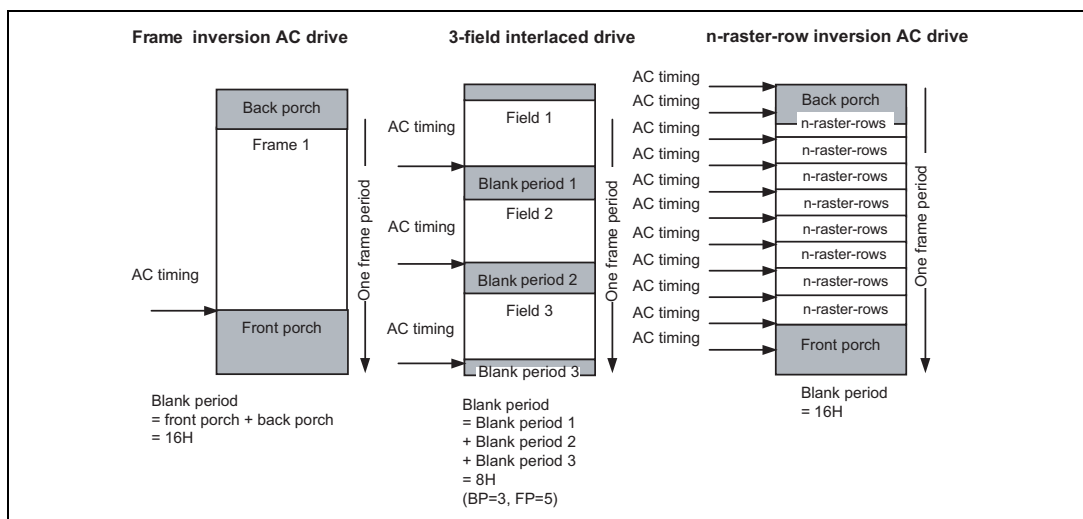 Frame inversion AC drive
Back porch
Frame 1
AC timing
Front porch
One frame period
Blank period
= front porch + back porch
= 16H
3-field interlaced drive
Field 1
AC timing
Blank period 1
Field 2
AC timing
Blank period 2
Field 3
AC timing
Blank period 3
One frame period
Blank period
= Blank period 1
+ Blank period 2
+ Blank period 3
= 8H
(BP=3, FP=5)
n-raster-row inversion AC drive
AC timing
AC timing
AC timing
AC timing
AC timing
AC timing
AC timing
AC timing
AC timing
AC timing
AC timing
Back porch
n-raster-rows
n-raster-rows
n-raster-rows
n-raster-rows
n-raster-rows
n-raster-rows
n-raster-rows
n-raster-rows
Front porch
One frame period
Blank period
= 16H